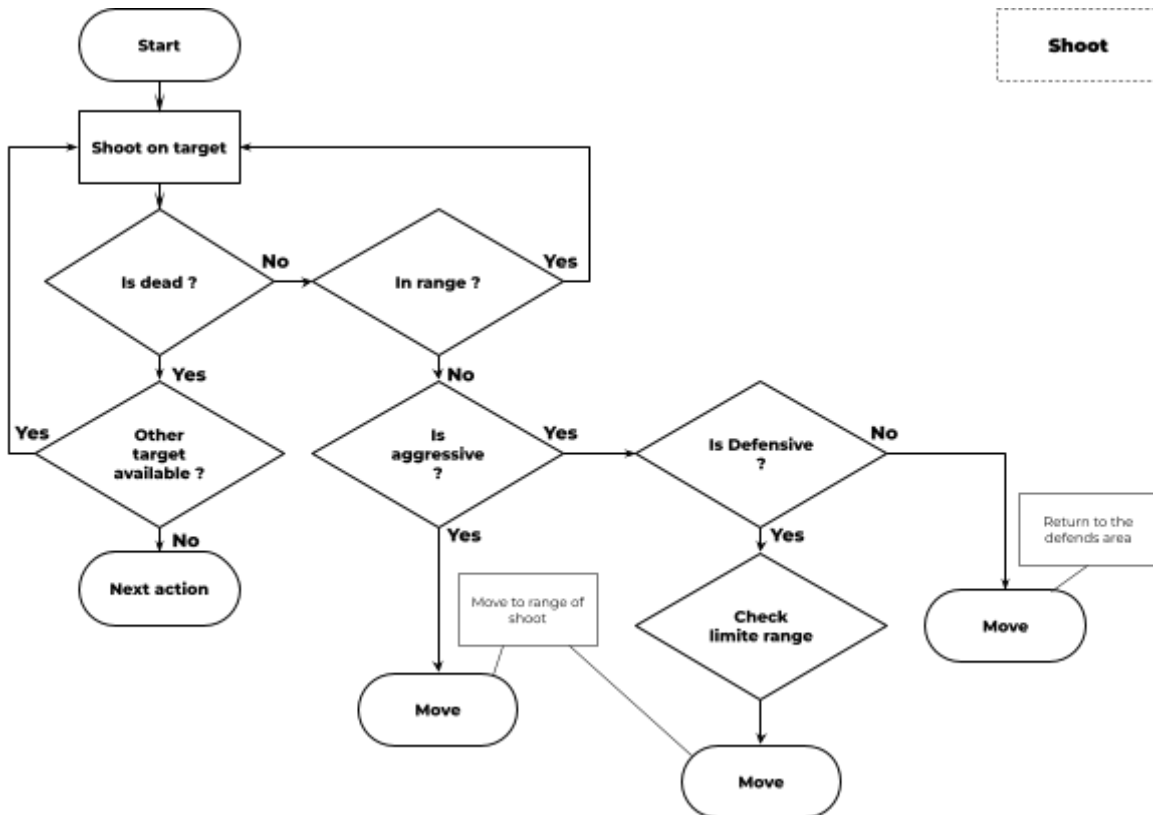 Start
Shoot
Shoot on target
Is dead ?
No
In range ?
Yes
Yes
No
Yes
Other
target
available ?
Is
aggressive
?
Yes
Is Defensive
?
No
No
Yes
Yes
Return to the
defends area
Next action
Move to range of
shoot
Check
limite range
Move
Move
Move